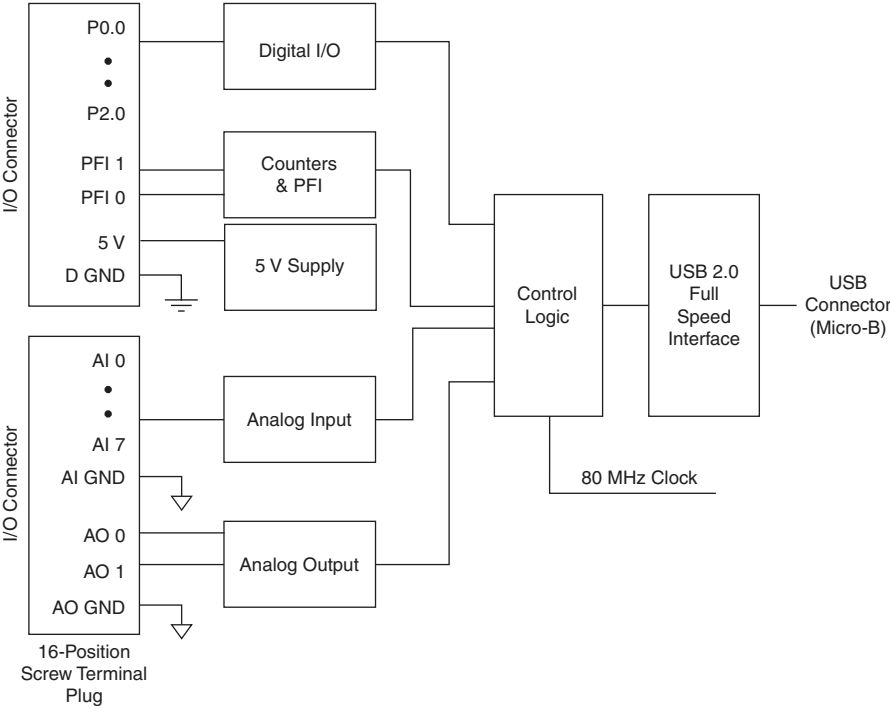 I/O Connector
P0.0
P2.0
PFI 1
PFI 0
5 V
D GND
Digital I/O
Counters
& PFI
5 V Supply
I/O Connector
AI 0
AI 7
AI GND
AO 0
AO 1
AO GND
16-Position
Screw Terminal
Plug
Analog Input
Analog Output
Control
Logic
80 MHz Clock
USB 2.0
Full
Speed
Interface
USB
Connector
(Micro-B)